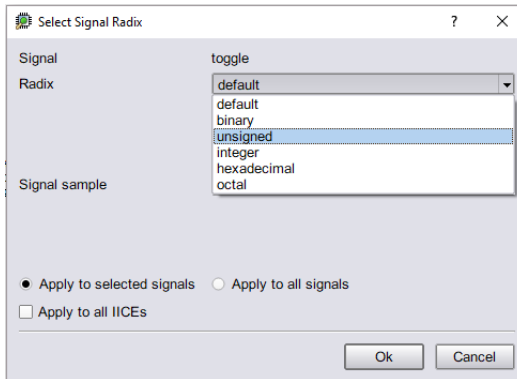 Select Signal Radix ? ×
Signal toggle
Radix default
default
binary
unsigned
integer
hexadecimal
octal
Signal sample
Apply to selected signals Apply to all signals
Apply to all IICEs
Ok Cancel